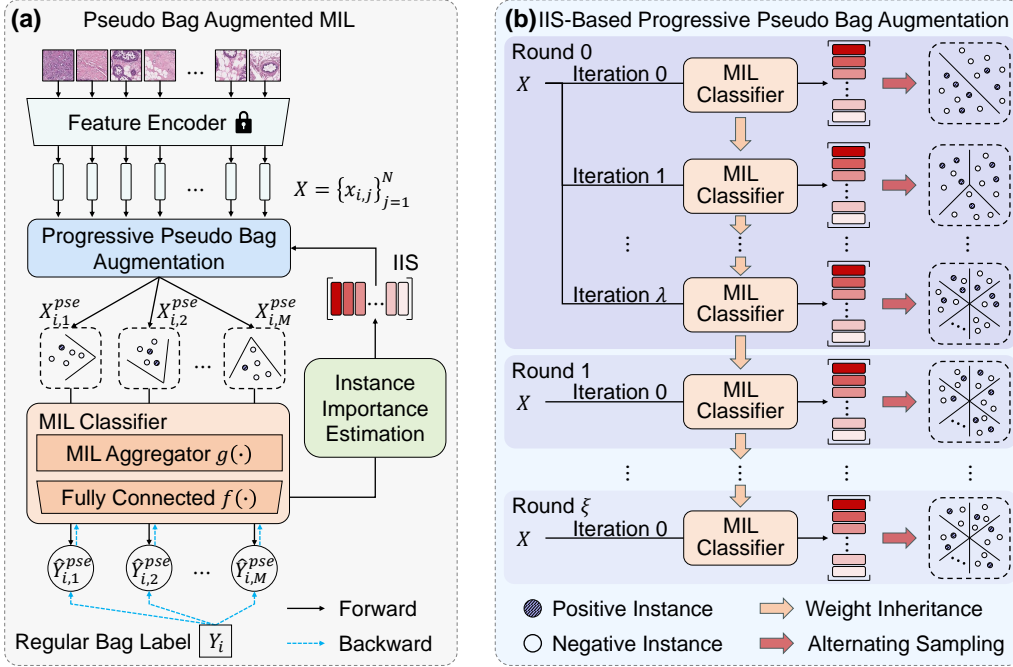 (a) Pseudo Bag Augmented MIL
...
Feature Encoder
...
X = {x_{i,j}}_{j=1}^{N}
Progressive Pseudo Bag
Augmentation
IIS
...
X_{i,1}^{pse} X_{i,2}^{pse} X_{i,M}^{pse}
...
Instance
Importance
Estimation
MIL Classifier
MIL Aggregator g(·)
Fully Connected f(·)
Ŷ_{i,1}^{pse} Ŷ_{i,2}^{pse} ... Ŷ_{i,M}^{pse}
Forward
Regular Bag Label Y_i
Backward
(b) IIS-Based Progressive Pseudo Bag Augmentation
Round 0
X Iteration 0
MIL
Classifier
Iteration 1
MIL
Classifier
Iteration λ
MIL
Classifier
Round 1
X Iteration 0
MIL
Classifier
Round ξ
X Iteration 0
MIL
Classifier
Positive Instance
Weight Inheritance
Negative Instance
Alternating Sampling